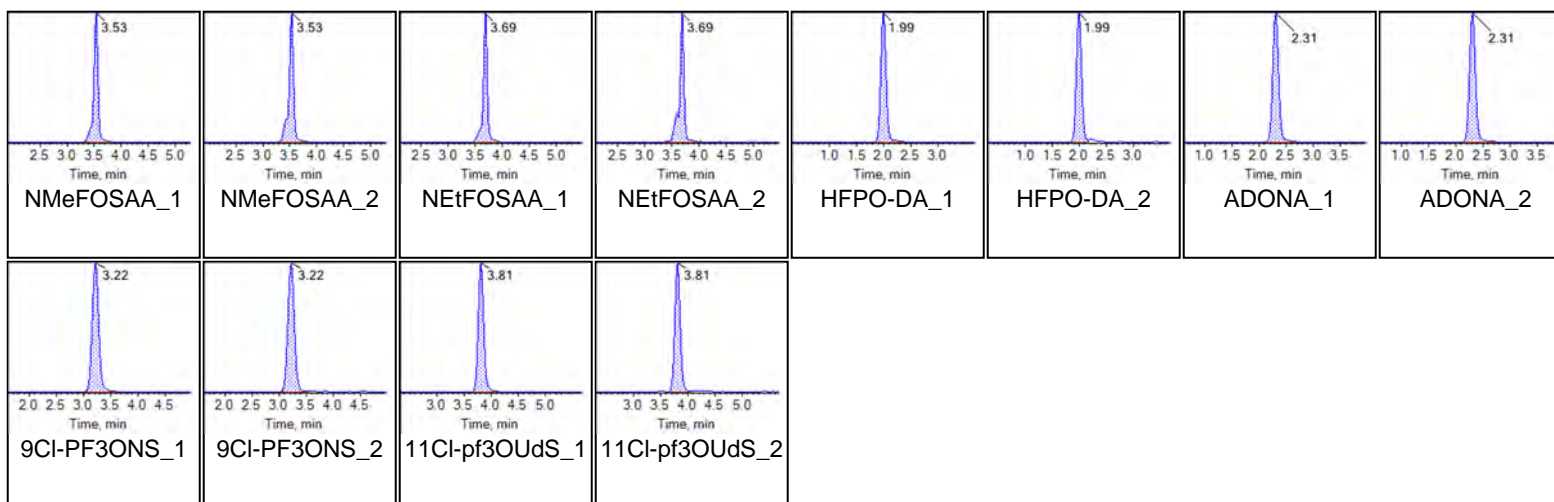 3.53 3.53 3.69 3.69 1.99 1.99 2.31 2.31
2.5 3.0 3.5 4.0 4.5 5.0 2.5 3.0 3.5 4.0 4.5 5.0 2.5 3.0 3.5 4.0 4.5 5.0 2.5 3.0 3.5 4.0 4.5 5.0 1.0 1.5 2.0 2.5 3.0 1.0 1.5 2.0 2.5 3.0 1.0 1.5 2.0 2.5 3.0 3.5 1.0 1.5 2.0 2.5 3.0 3.5
Time, min Time, min Time, min Time, min Time, min Time, min Time, min Time, min
NMeFOSAA_1 NMeFOSAA_2 NEtFOSAA_1 NEtFOSAA_2 HFPO-DA_1 HFPO-DA_2 ADONA_1 ADONA_2
3.22 3.22 3.81 3.81
2.0 2.5 3.0 3.5 4.0 4.5 2.0 2.5 3.0 3.5 4.0 4.5 3.0 3.5 4.0 4.5 5.0 3.0 3.5 4.0 4.5 5.0
Time, min Time, min Time, min Time, min
9Cl-PF3ONS_1 9Cl-PF3ONS_2 11Cl-pf3OUdS_1 11Cl-pf3OUdS_2